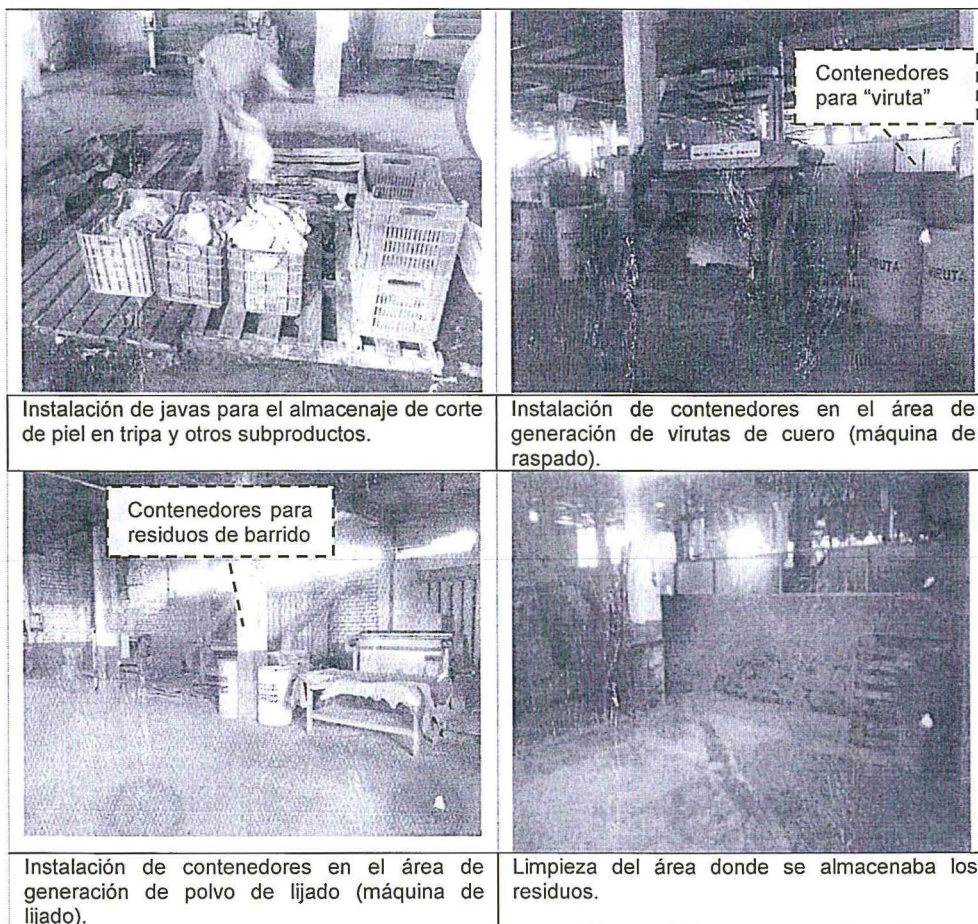 Contenedores
para "viruta"
VIRUTA
VIRUTA
Instalación de javas para el almacenaje de corte
de piel en tripa y otros subproductos.
Instalación de contenedores en el área de
generación de virutas de cuero (máquina de
raspado).
Contenedores para
residuos de barrido
Instalación de contenedores en el área de
generación de polvo de lijado (máquina de
lijado).
Limpieza del área donde se almacenaba los
residuos.